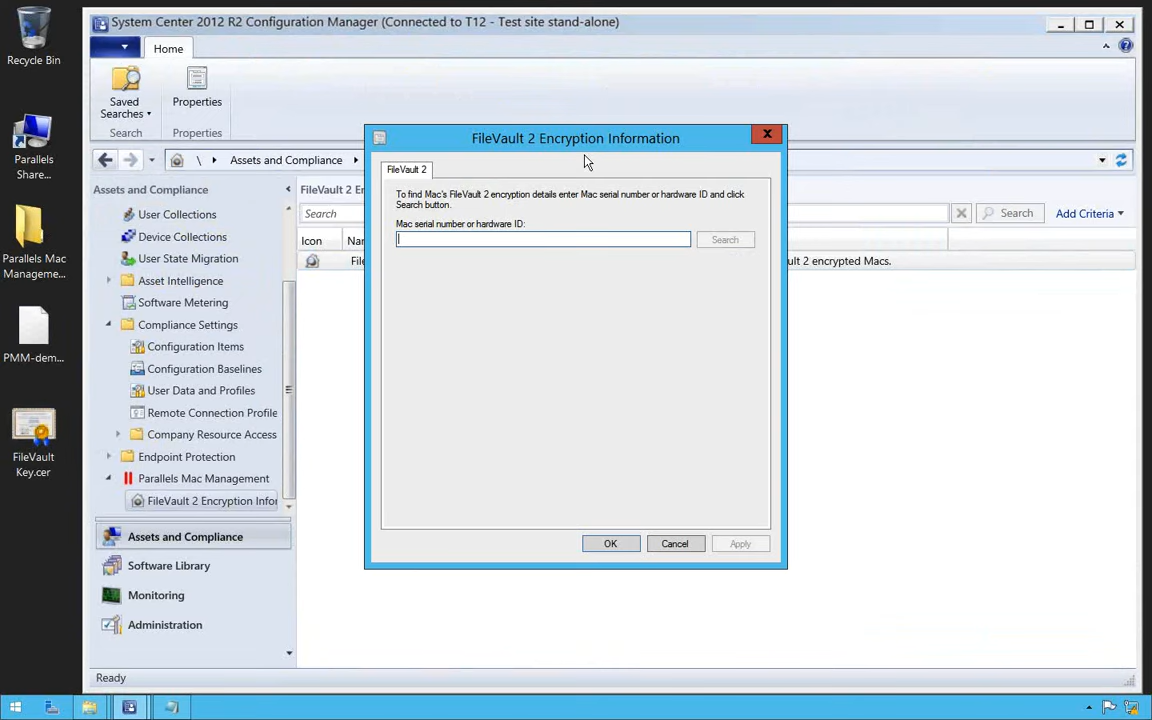 Recycle Bin
Parallels
Share...
Parallels Mac
Manageme...
PMM-dem...
FileVault
Key.cer
System Center 2012 R2 Configuration Manager (Connected to T12 - Test site stand-alone)
Home
Saved
Searches
Properties
Search
Properties
\ Assets and Compliance
Assets and Compliance
User Collections
Device Collections
User State Migration
Asset Intelligence
Software Metering
Compliance Settings
Configuration Items
Configuration Baselines
User Data and Profiles
Remote Connection Profile
Company Resource Access
Endpoint Protection
Parallels Mac Management
FileVault 2 Encryption Infor
Assets and Compliance
Software Library
Monitoring
Administration
FileVault 2 E
Search
Search
Add Criteria
Icon
Nar
File
ult 2 encrypted Macs.
FileVault 2 Encryption Information
FileVault 2
To find Mac's FileVault 2 encryption details enter Mac serial number or hardware ID and click
Search button.
Mac serial number or hardware ID:
Search
OK
Cancel
Apply
Ready